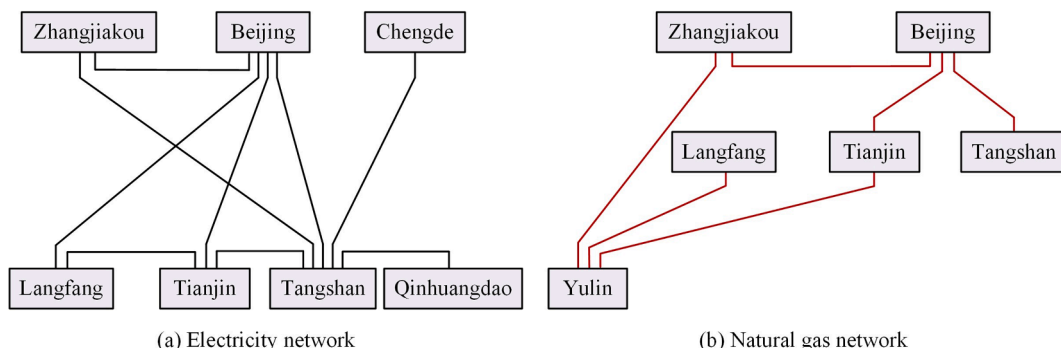 Zhangjiakou
Beijing
Chengde
Langfang
Tianjin
Tangshan
Qinhuangdao
(a) Electricity network
Zhangjiakou
Beijing
Langfang
Tianjin
Tangshan
Yulin
(b) Natural gas network